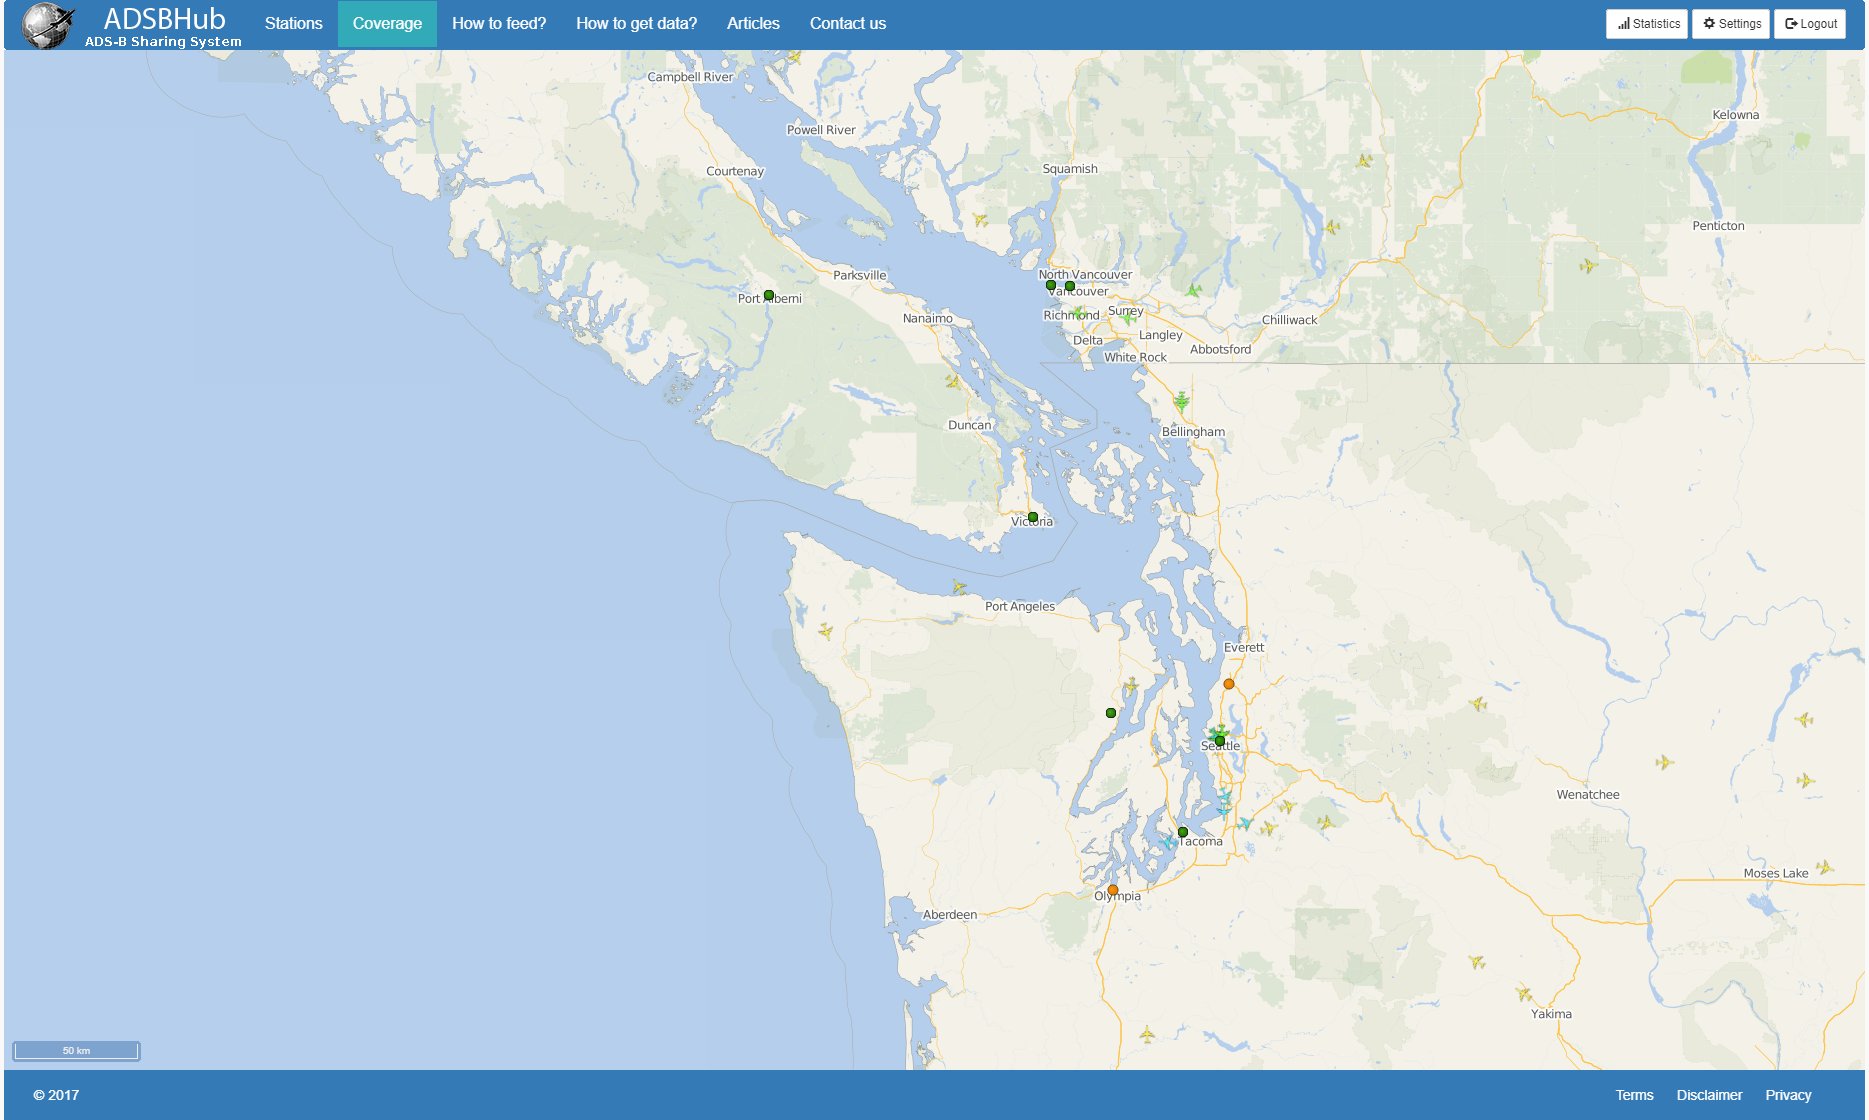 ADSBHub
ADS-B Sharing System
Stations
Coverage
How to feed?
How to get data?
Articles
Contact us
Statistics
Settings
Logout
Campbell River
Powell River
Kelowna
Courtenay
Squamish
Penticton
Parksville
North Vancouver
Port Alberni
Vancouver
Nanaimo
Richmond
Surrey
Chilliwack
Delta
Langley
White Rock
Abbotsford
Duncan
Bellingham
Victoria
Port Angeles
Everett
Seattle
Wenatchee
Tacoma
Moses Lake
Olympia
Aberdeen
Yakima
50 km
© 2017
Terms
Disclaimer
Privacy